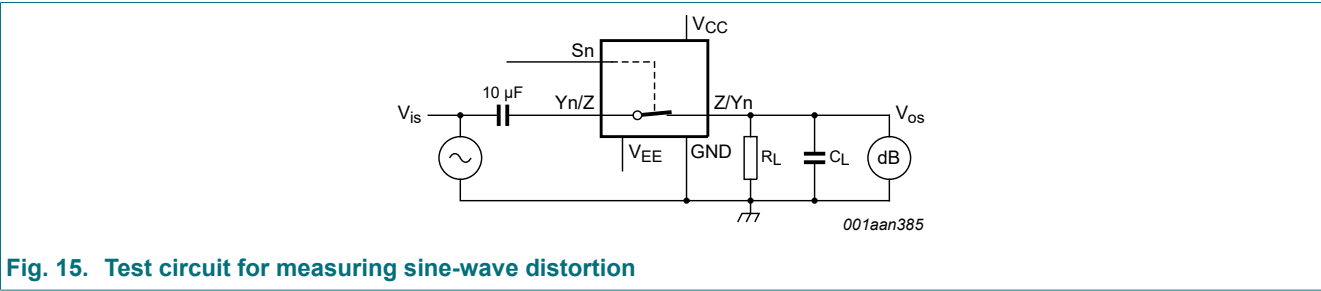 VCC
Sn
10 µF
Yn/Z
Z/Yn
Vis
Vos
VEE
GND
RL
CL
dB
001aan385
Fig. 15. Test circuit for measuring sine-wave distortion